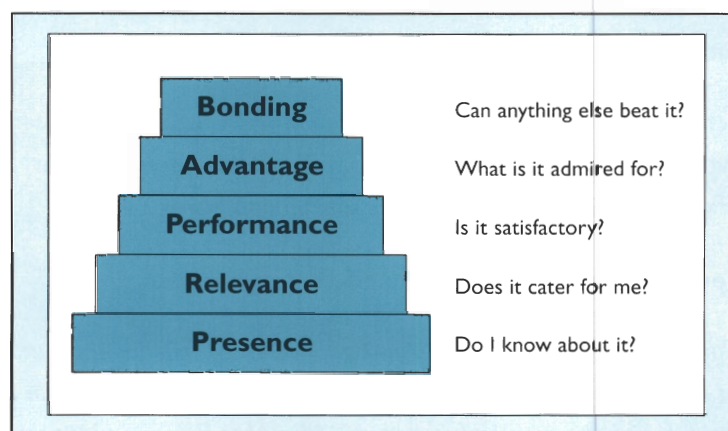 Bonding Can anything else beat it?
Advantage What is it admired for?
Performance Is it satisfactory?
Relevance Does it cater for me?
Presence Do I know about it?